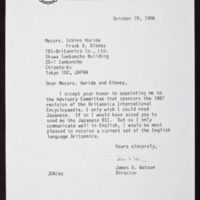 October 28, 1986
Messrs. Ichiro Horide
Frank B. Gibney
TBS-Britannica Co., Ltd.
Showa Sanbancho Building
20-1 Sanbancho
Chiyoda-ku
Tokyo 102, JAPAN
Dear Messrs. Horide and Gibney,
I accept your honor in appointing me to
the Advisory Committee that sponsors the 1987
revision of the Britannica International
Encyclopaedia. I only wish I could read
Japanese. If so I would have asked you to
send me the Japanese BIE. But as I only
communicate well in English, I would be most
pleased to receive a current set of the English
language Britannica.
Yours sincerely,
James D. Watson
Director
JDW/as